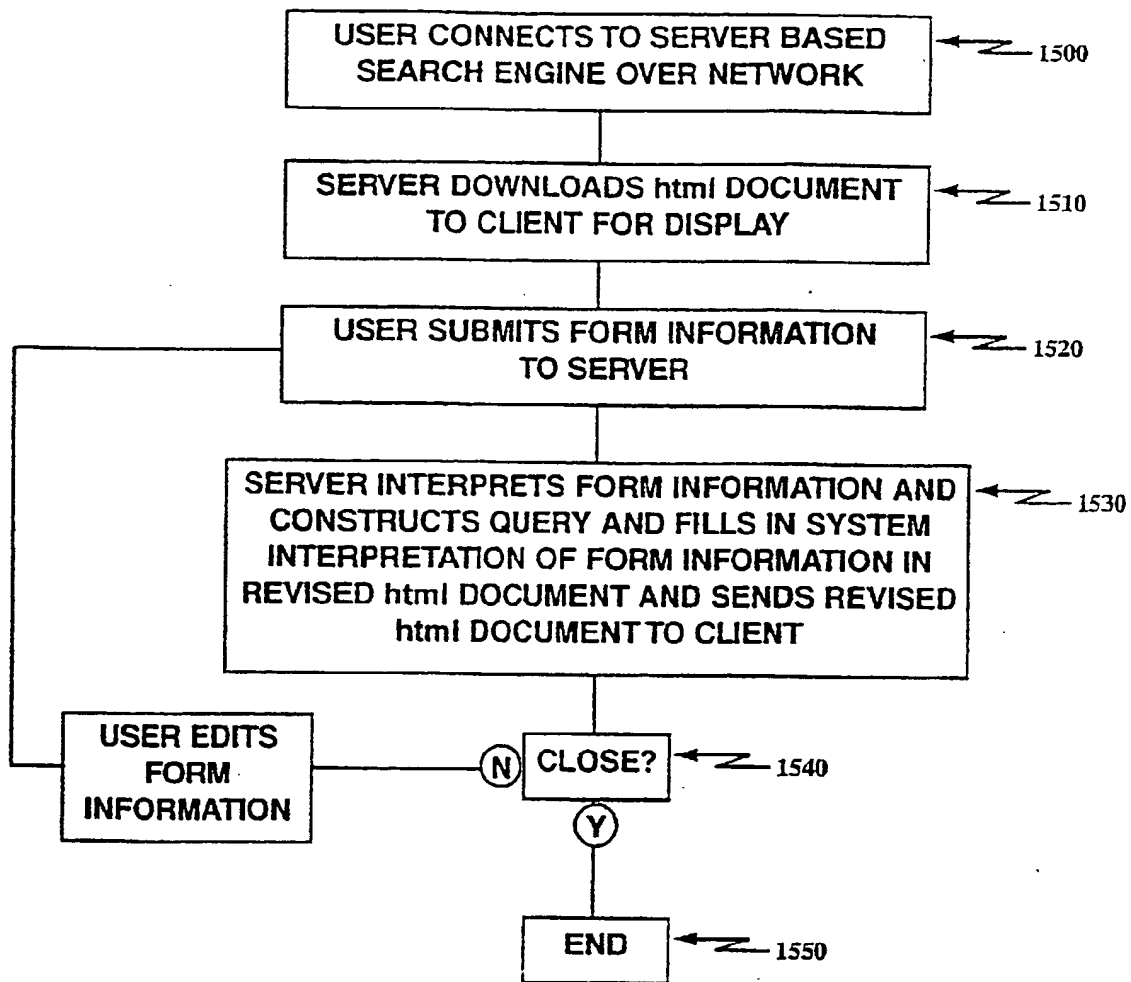 USER CONNECTS TO SERVER BASED
SEARCH ENGINE OVER NETWORK
1500
SERVER DOWNLOADS html DOCUMENT
TO CLIENT FOR DISPLAY
1510
USER SUBMITS FORM INFORMATION
TO SERVER
1520
SERVER INTERPRETS FORM INFORMATION AND
CONSTRUCTS QUERY AND FILLS IN SYSTEM
INTERPRETATION OF FORM INFORMATION IN
REVISED html DOCUMENT AND SENDS REVISED
html DOCUMENT TO CLIENT
1530
USER EDITS
FORM
INFORMATION
N
CLOSE?
1540
Y
END
1550